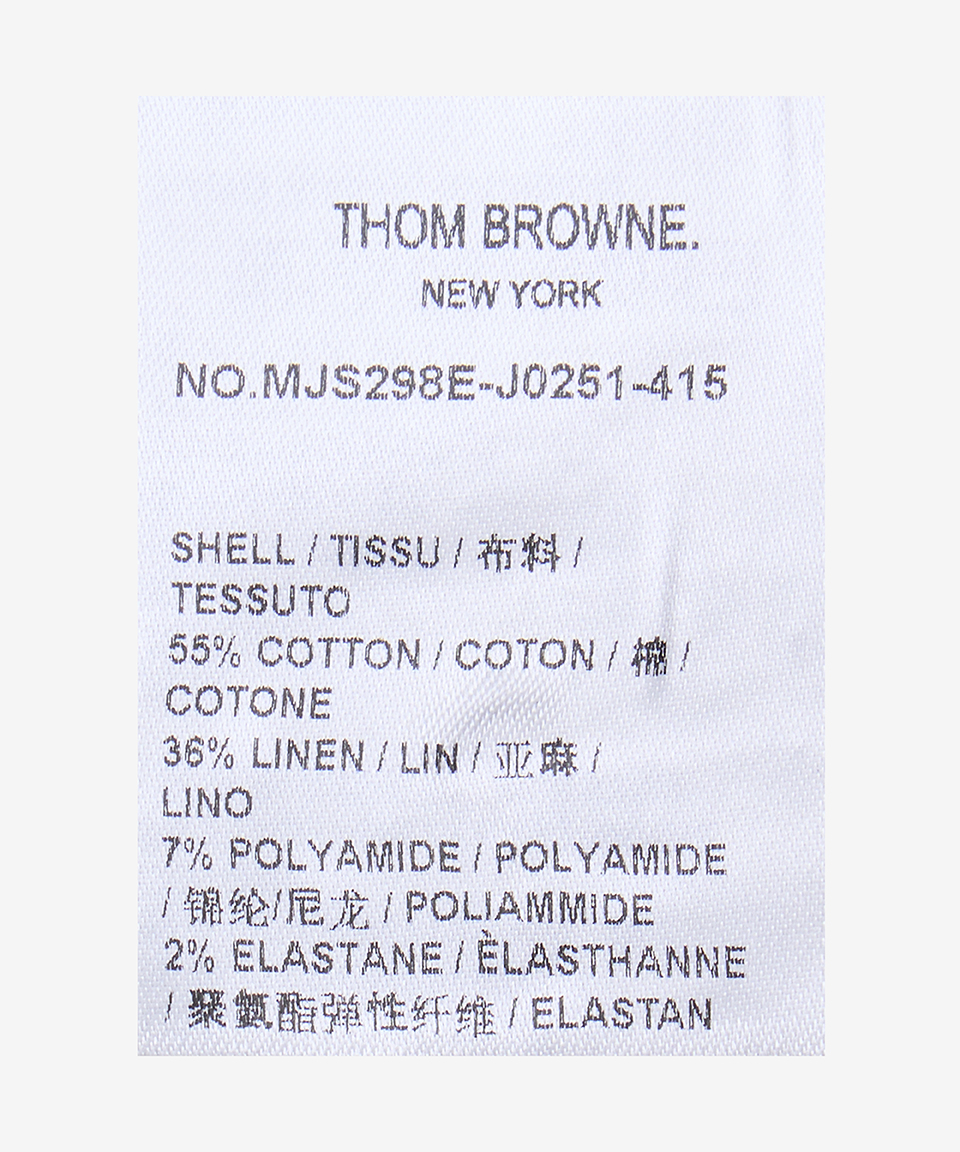 THOM BROWNE.
NEW YORK
NO.MJS298E-J0251-415
SHELL / TISSU / 布料 /
TESSUTO
55% COTTON / COTON / 棉 /
COTONE
36% LINEN / LIN / 亚麻 /
LINO
7% POLYAMIDE / POLYAMIDE
/ 锦纶/尼龙 / POLIAMMIDE
2% ELASTANE / ÈLASTHANNE
/ 聚氨酯弹性纤维 / ELASTAN